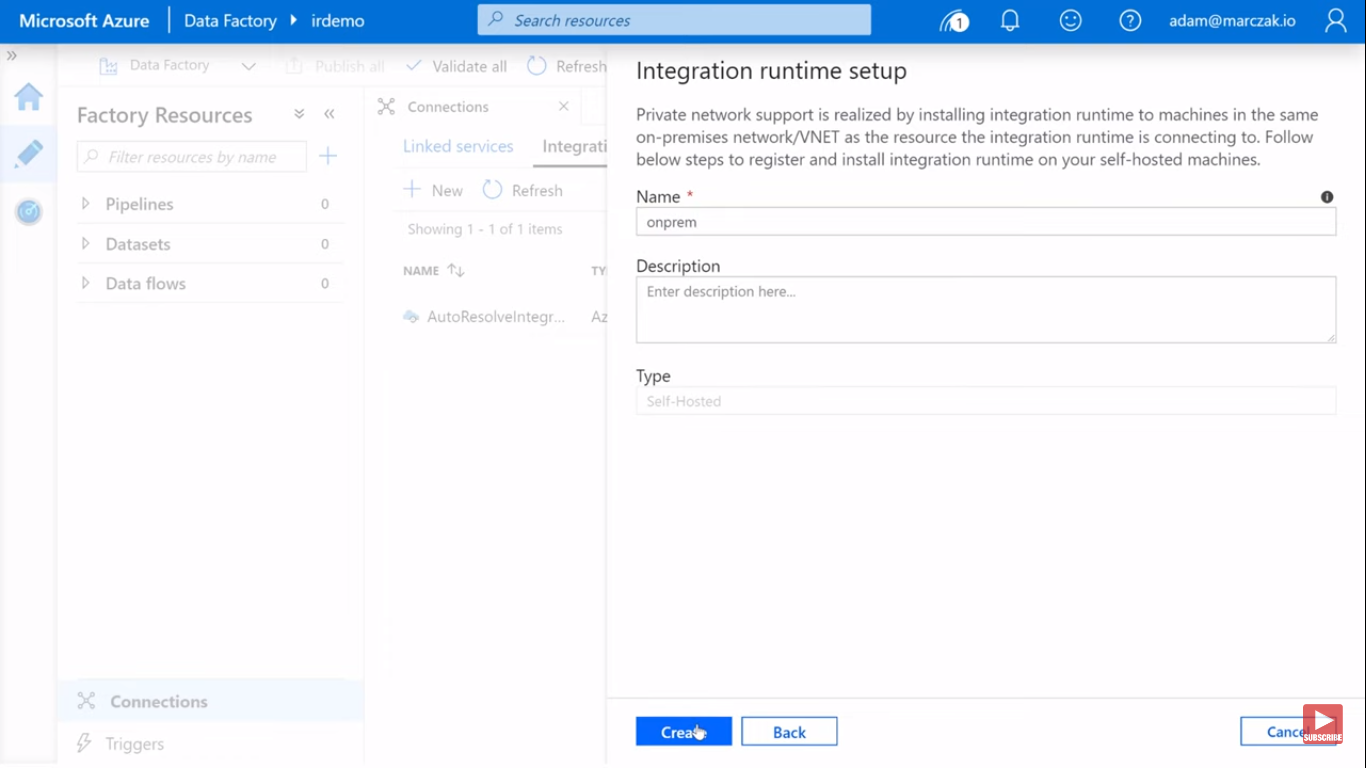 Microsoft Azure
Data Factory
irdemo
Search resources
1
adam@marczak.io
Data Factory
Publish all
Validate all
Refresh
Factory Resources
Filter resources by name
Pipelines 0
Datasets 0
Data flows 0
Connections
Triggers
Connections
Linked services
Integrati
New
Refresh
Showing 1 - 1 of 1 items
NAME
TY
AutoResolveIntegr...
Az
Integration runtime setup
Private network support is realized by installing integration runtime to machines in the same
on-premises network/VNET as the resource the integration runtime is connecting to. Follow
below steps to register and install integration runtime on your self-hosted machines.
Name *
onprem
Description
Enter description here...
Type
Self-Hosted
Create
Back
Cancel
SUBSCRIBE